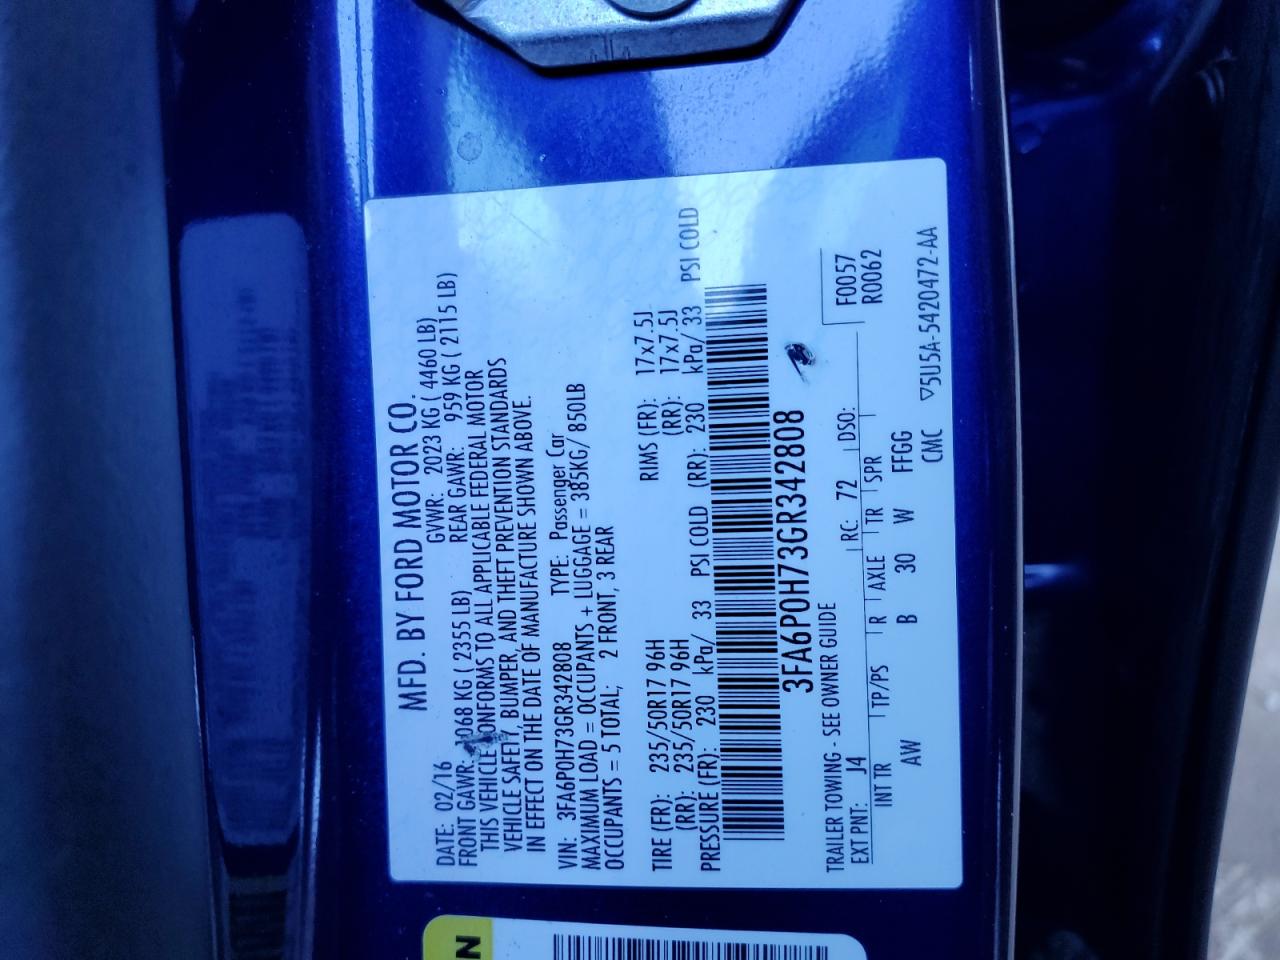 MFD. BY FORD MOTOR CO.
DATE: 02/16 GVWR: 2023 KG ( 4460 LB)
FRONT GAWR: 1068 KG ( 2355 LB) REAR GAWR: 959 KG ( 2115 LB)
THIS VEHICLE CONFORMS TO ALL APPLICABLE FEDERAL MOTOR
VEHICLE SAFETY, BUMPER, AND THEFT PREVENTION STANDARDS
IN EFFECT ON THE DATE OF MANUFACTURE SHOWN ABOVE.
VIN: 3FA6P0H73GR342808 TYPE: Passenger Car
MAXIMUM LOAD = OCCUPANTS + LUGGAGE = 385KG/ 850LB
OCCUPANTS = 5 TOTAL; 2 FRONT, 3 REAR
TIRE (FR): 235/50R17 96H RIMS (FR): 17x7.5J
(RR): 235/50R17 96H (RR): 17x7.5J
PRESSURE (FR): 230 kPa/ 33 PSI COLD (RR): 230 kPa/ 33 PSI COLD
3FA6P0H73GR342808
TRAILER TOWING - SEE OWNER GUIDE F0057
EXT PNT: J4 RC: 72 DSO: R0062
INT TR TP/PS R AXLE TR SPR
AW B 30 W FFGG
CMC ▽5U5A-5420472-AA
N